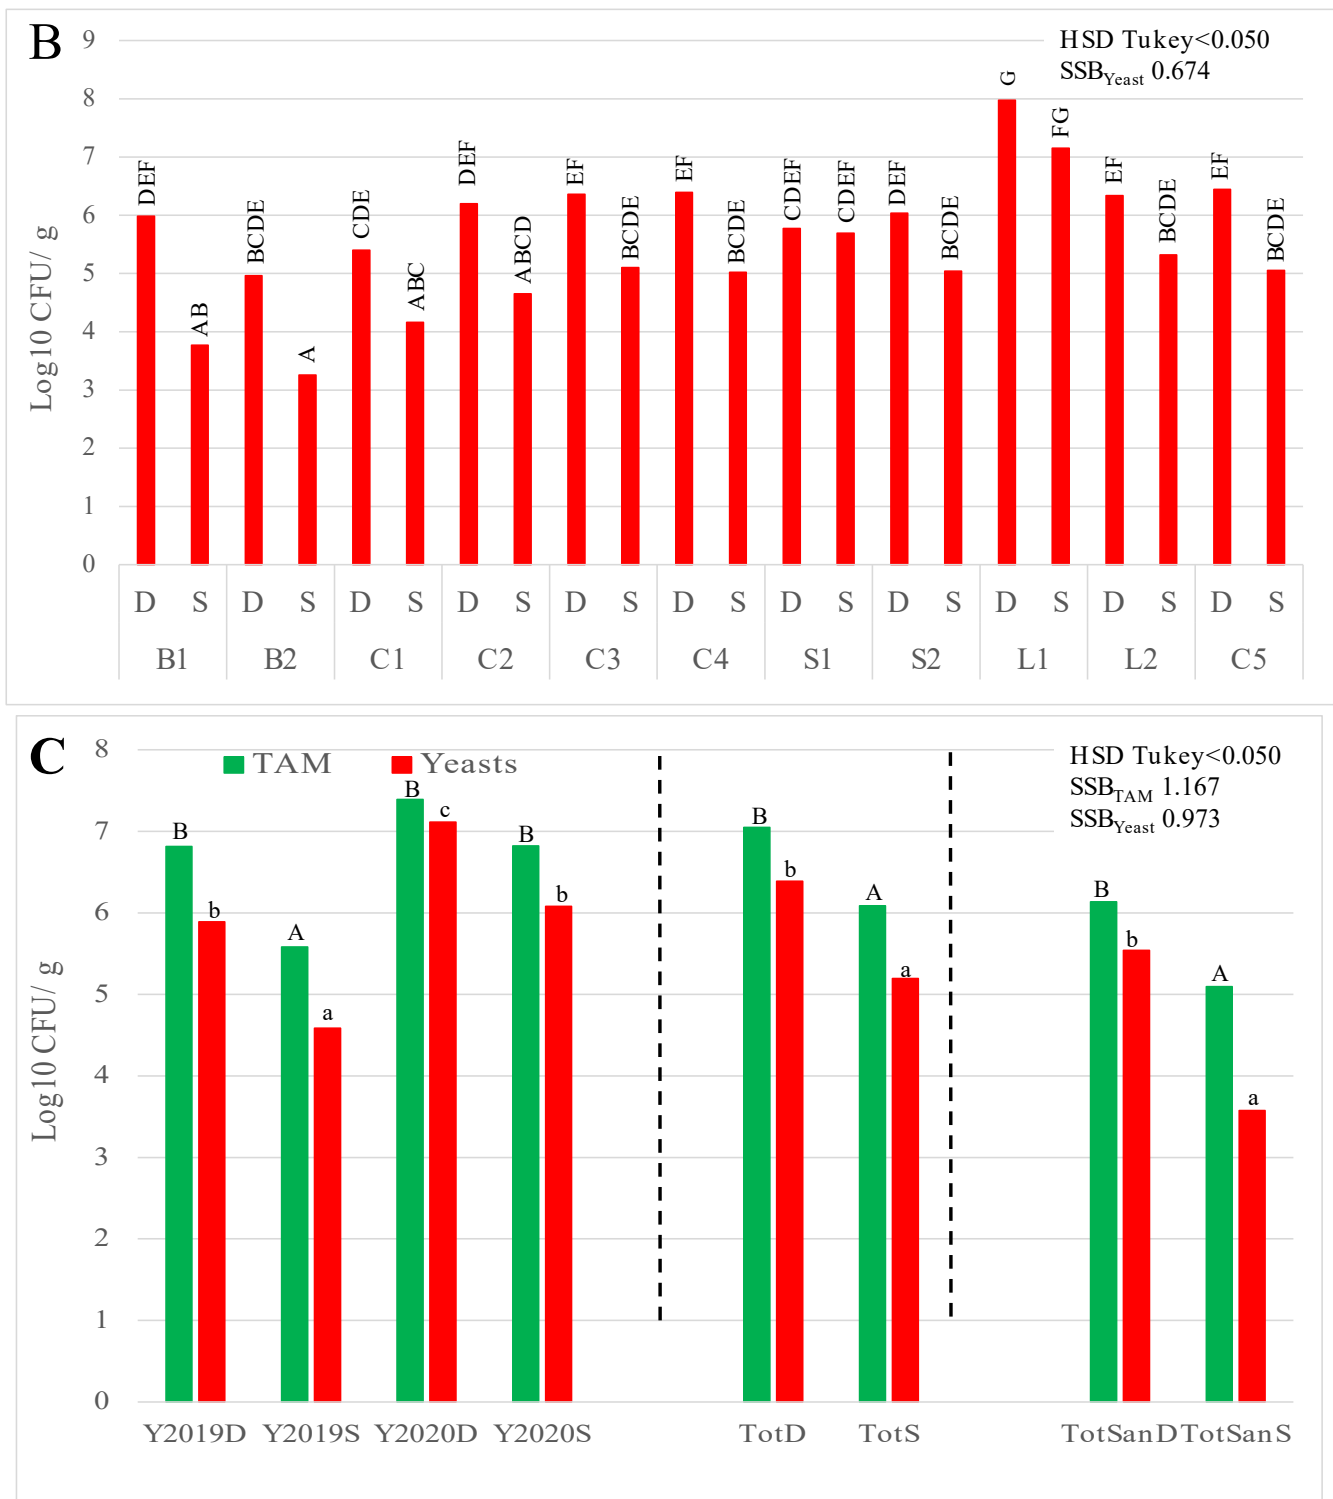 B
HSD Tukey<0.050
SSBYeast 0.674
9
8
7
6
5
4
3
2
1
0
Log10 CFU/ g
DEF
AB
BCDE
A
CDE
ABC
DEF
ABCD
EF
BCDE
EF
BCDE
CDEF
CDEF
DEF
BCDE
G
FG
EF
BCDE
EF
BCDE
D S D S D S D S D S D S D S D S D S D S D S
B1 B2 C1 C2 C3 C4 S1 S2 L1 L2 C5
C
TAM Yeasts
HSD Tukey<0.050
SSBTAM 1.167
SSBYeast 0.973
8
7
6
5
4
3
2
1
0
Log10 CFU/ g
B
b
A
a
B
c
B
b
B
b
A
a
B
b
A
a
Y2019D Y2019S Y2020D Y2020S TotD TotS TotSanD TotSanS